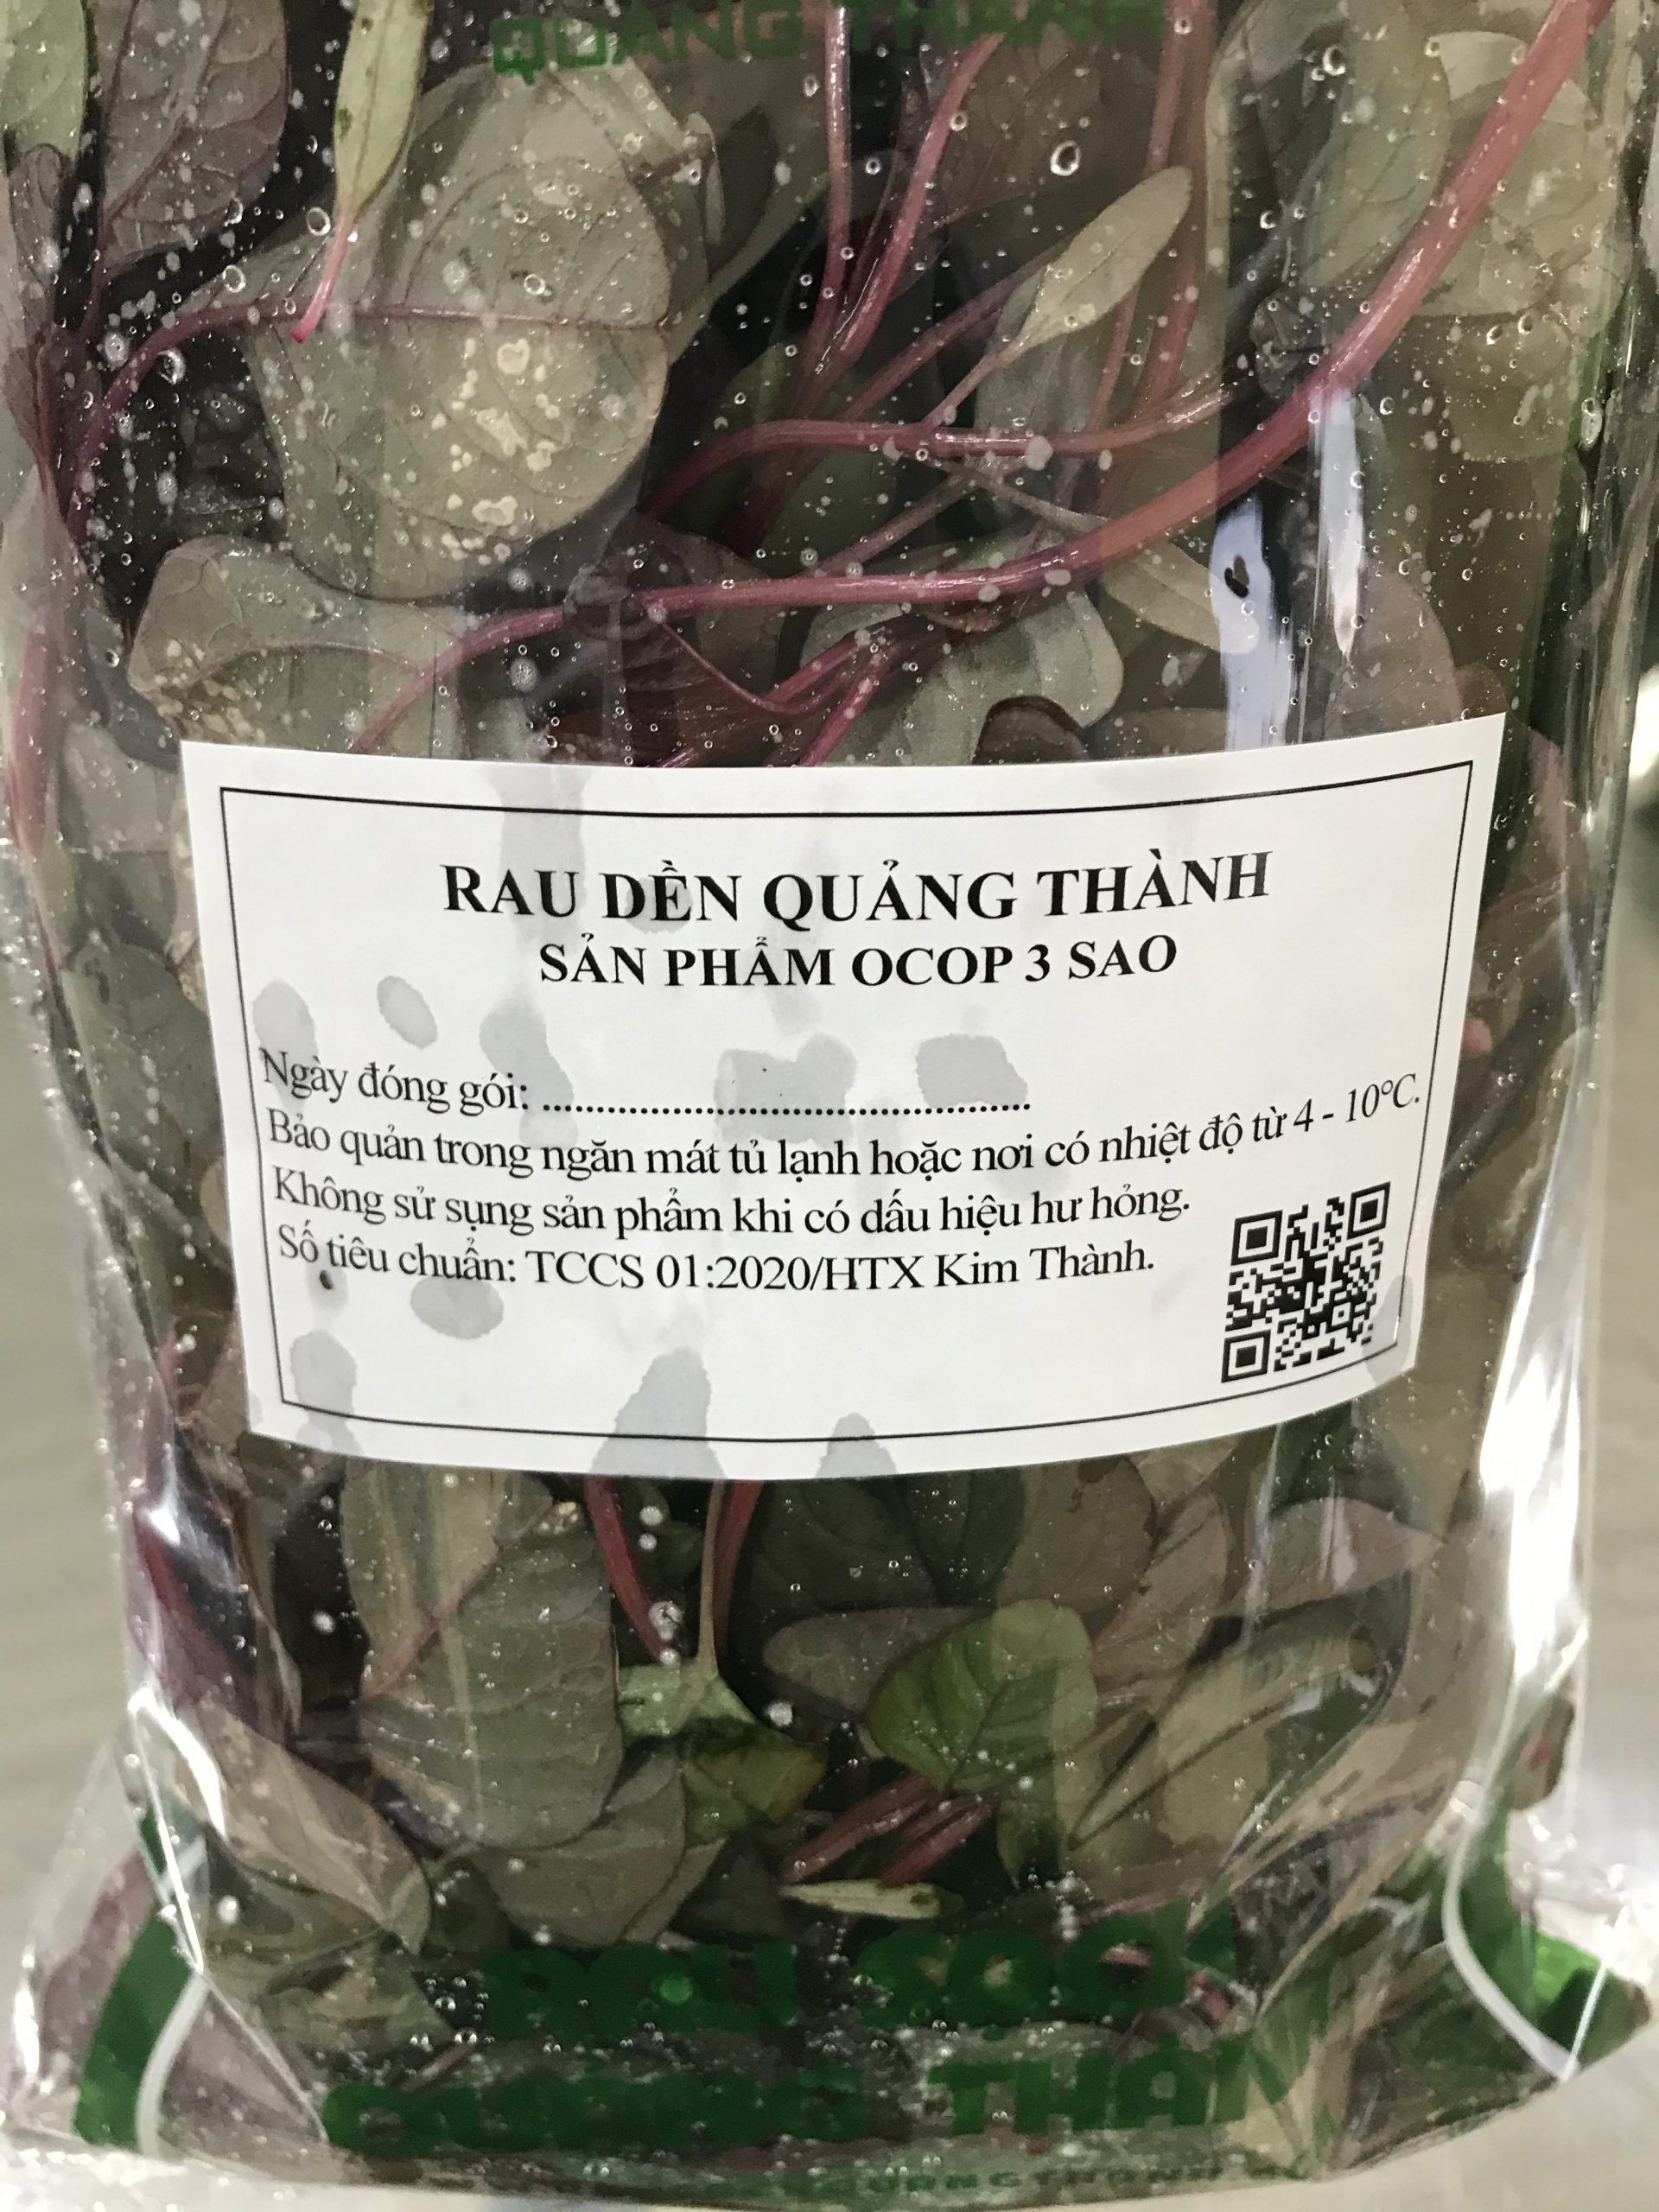 QUẢNG THÀNH
RAU DỀN QUẢNG THÀNH
SẢN PHẨM OCOP 3 SAO
Ngày đóng gói: ................................................
Bảo quản trong ngăn mát tủ lạnh hoặc nơi có nhiệt độ từ 4 - 10°C.
Không sử sụng sản phẩm khi có dấu hiệu hư hỏng.
Số tiêu chuẩn: TCCS 01:2020/HTX Kim Thành.